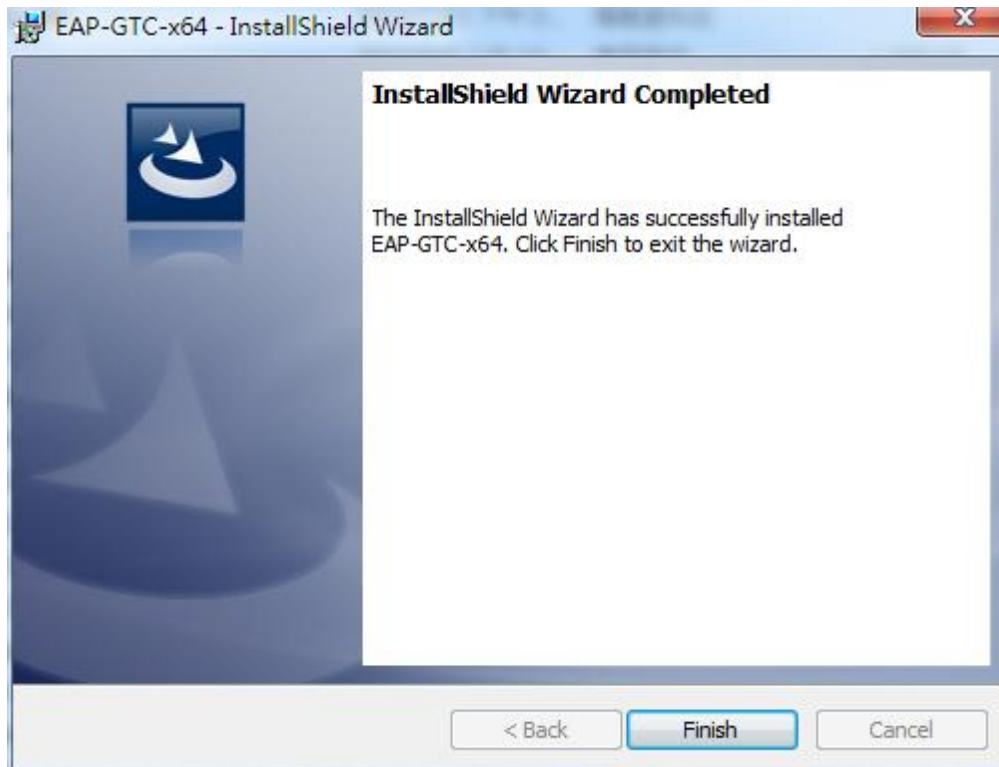 EAP-GTC-x64 - InstallShield Wizard
InstallShield Wizard Completed
The InstallShield Wizard has successfully installed
EAP-GTC-x64. Click Finish to exit the wizard.
< Back
Finish
Cancel